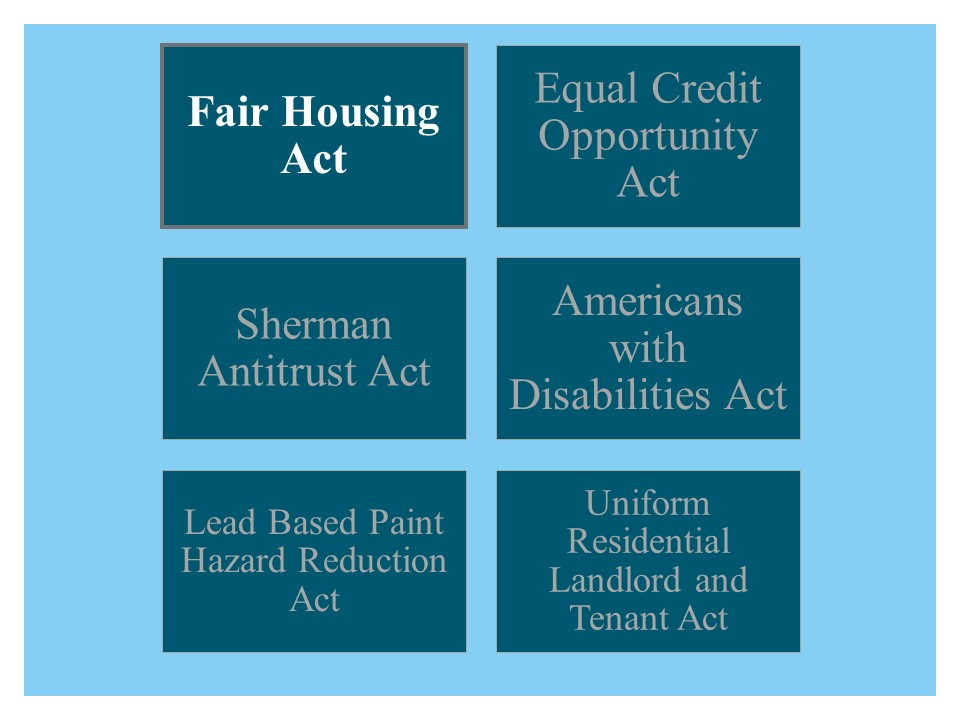 Fair Housing
Act
Equal Credit
Opportunity
Act
Sherman
Antitrust Act
Americans
with
Disabilities Act
Lead Based Paint
Hazard Reduction
Act
Uniform
Residential
Landlord and
Tenant Act